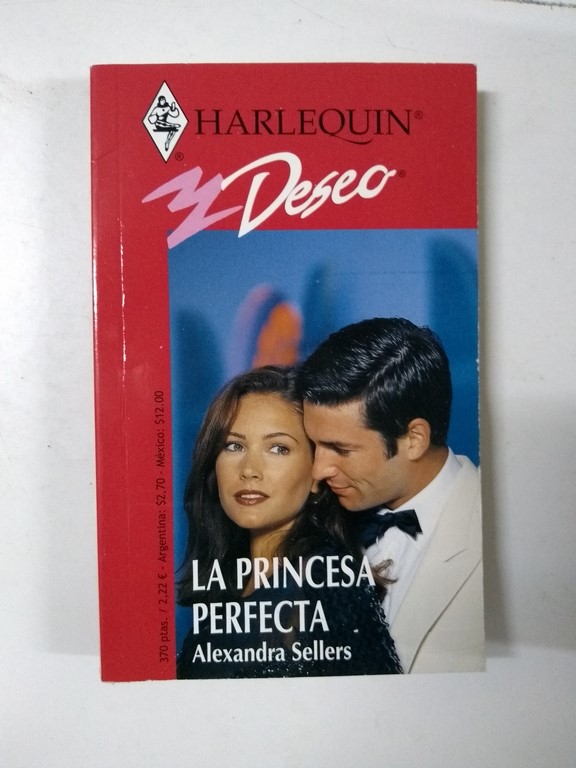 HARLEQUIN®
®
Deseo®
370 ptas. / 2,22 € - Argentina: $2,70 - México: $12.00
LA PRINCESA
PERFECTA
Alexandra Sellers